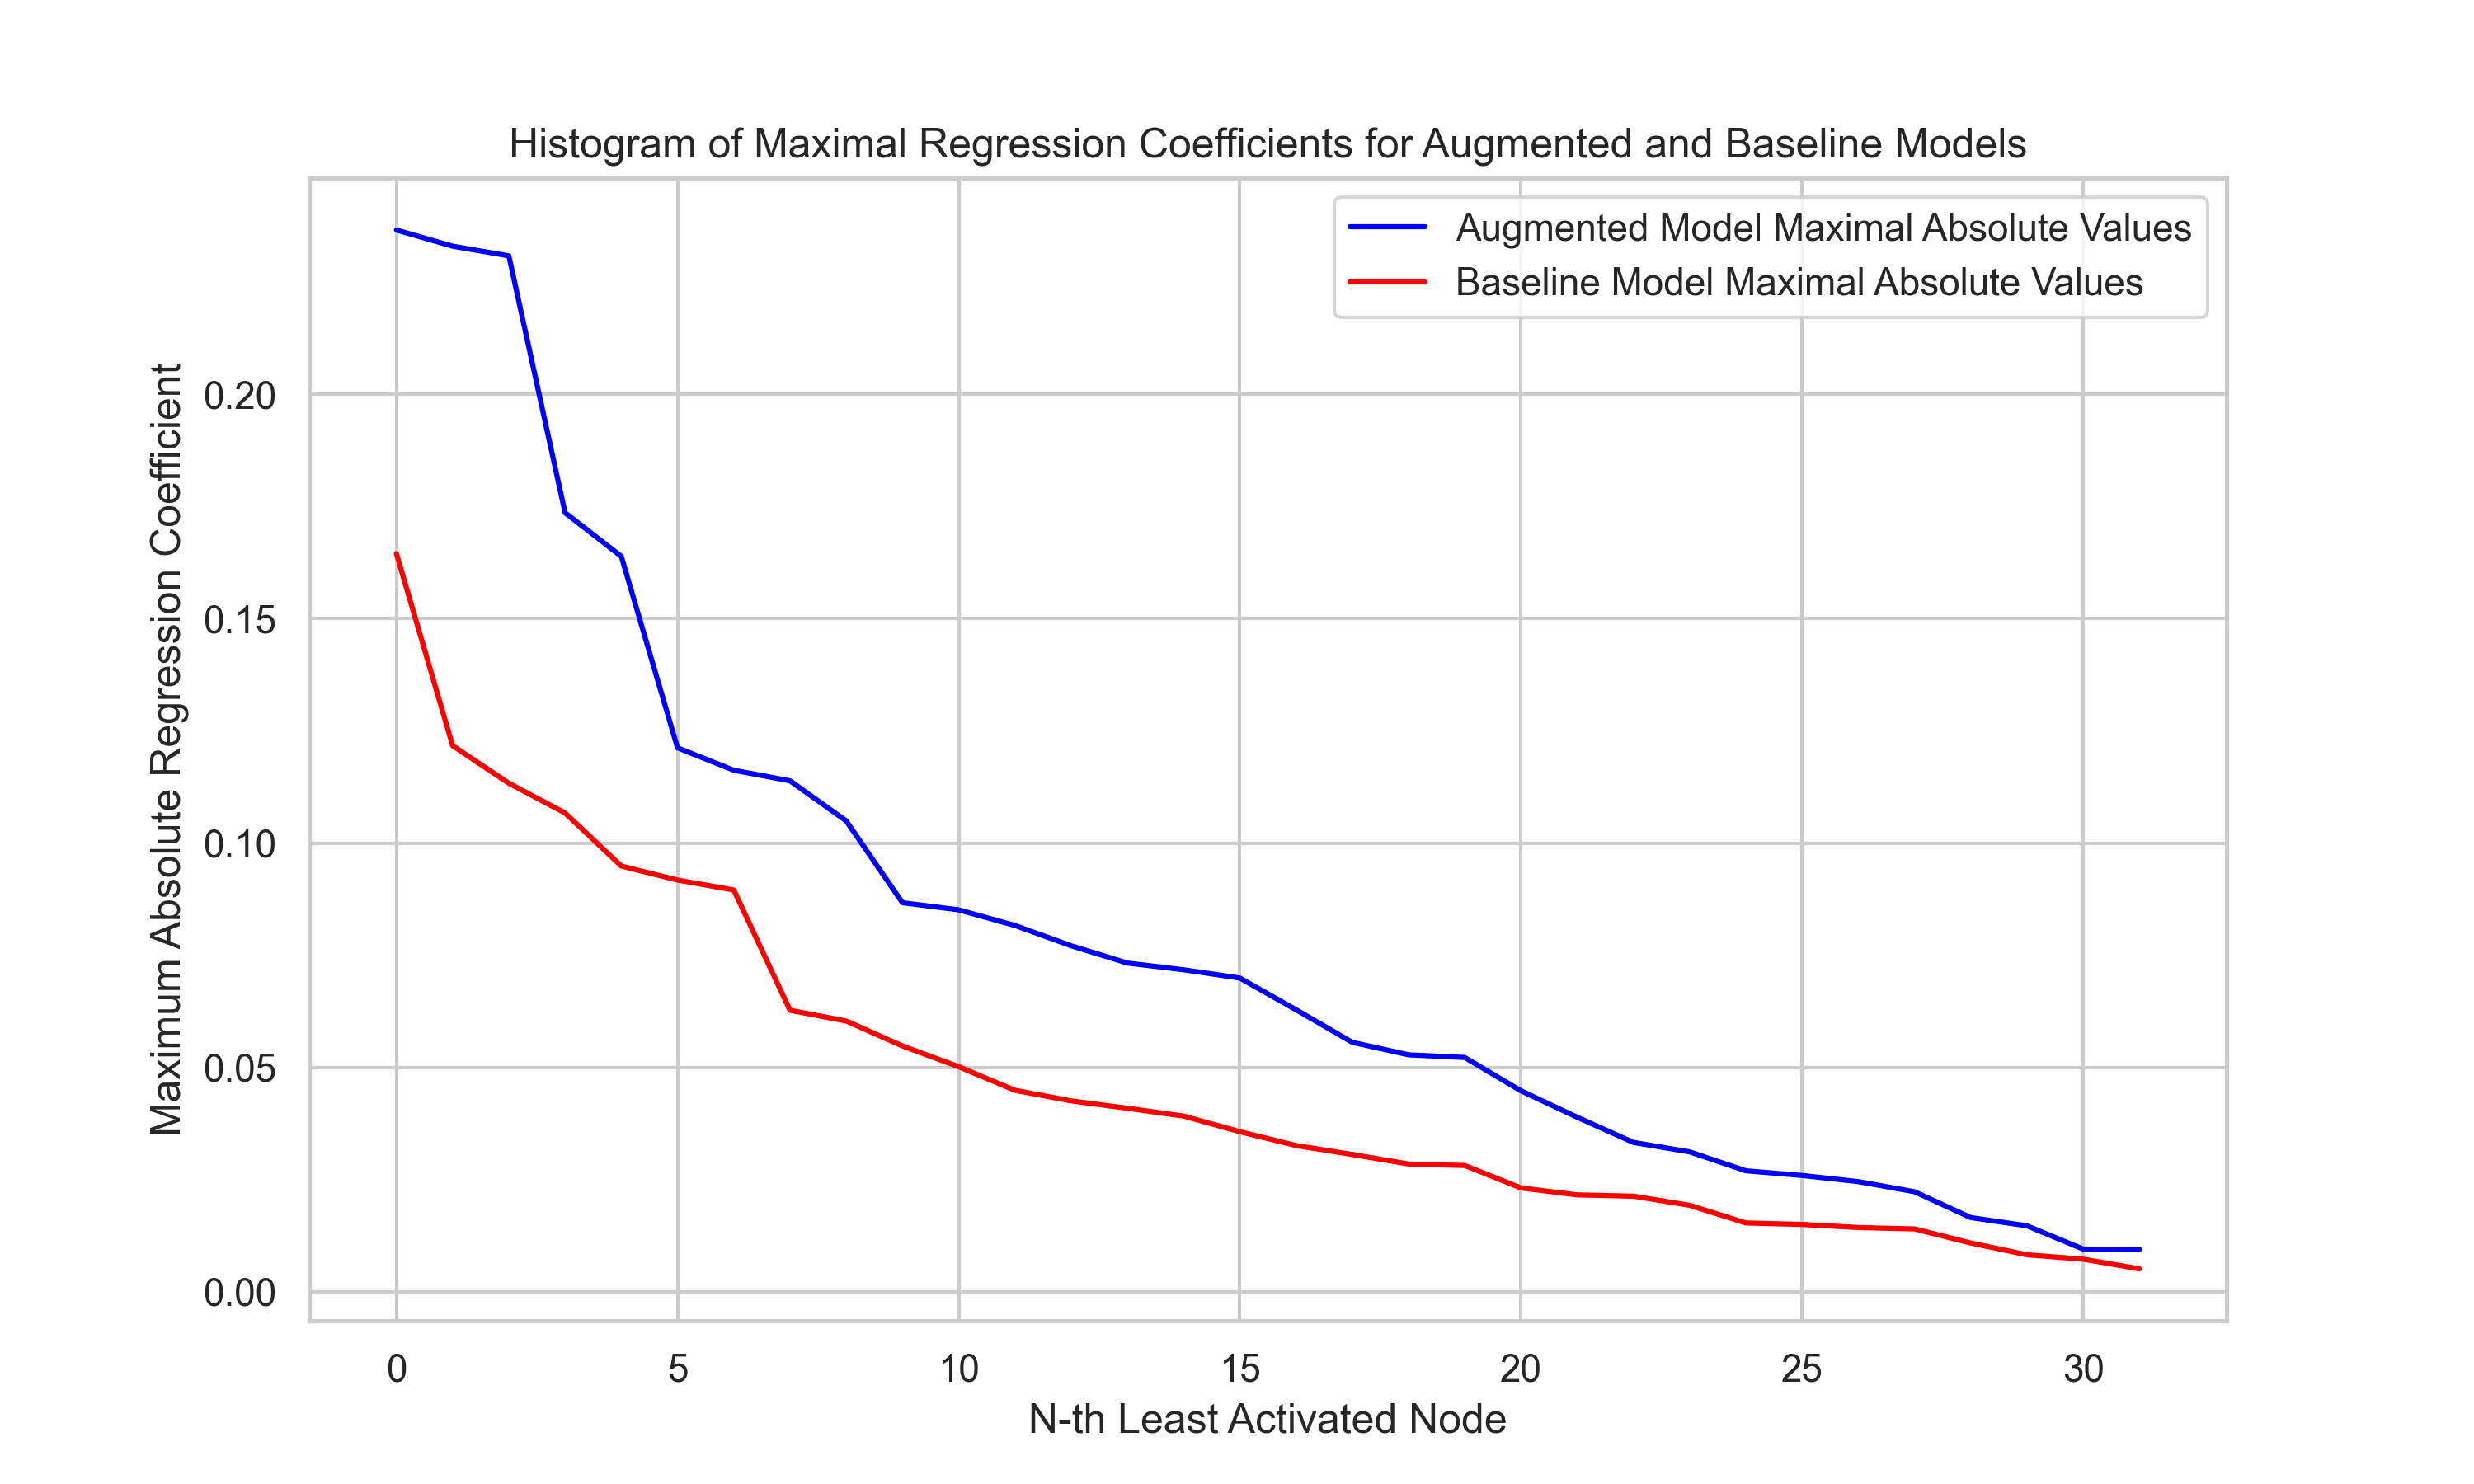 Histogram of Maximal Regression Coefficients for Augmented and Baseline Models
Augmented Model Maximal Absolute Values
Baseline Model Maximal Absolute Values
Maximum Absolute Regression Coefficient
0.20
0.15
0.10
0.05
0.00
0 5 10 15 20 25 30
N-th Least Activated Node